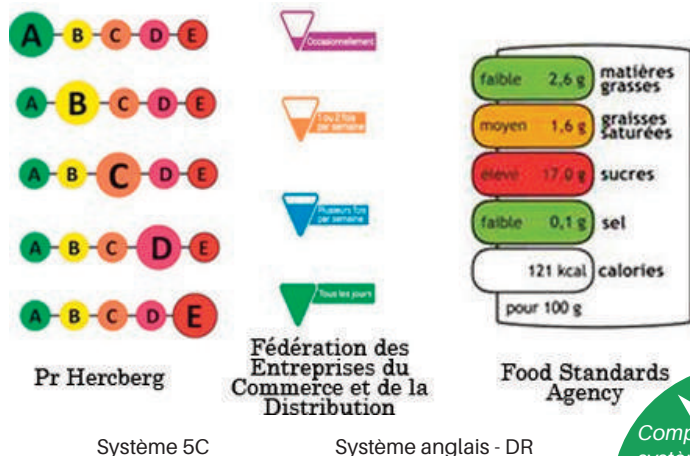 A B C D E
A B C D E
A B C D E
A B C D E
A B C D E
Pr Hercberg
Occasionnellement
1 ou 2 fois
par semaine
Plusieurs fois
par semaine
Tous les jours
Fédération des
Entreprises du
Commerce et de la
Distribution
faible 2,6 g matières
grasses
moyen 1,6 g graisses
saturées
élevé 17,0 g sucres
faible 0,1 g sel
121 kcal calories
pour 100 g
Food Standards
Agency
Système 5C
Système anglais - DR